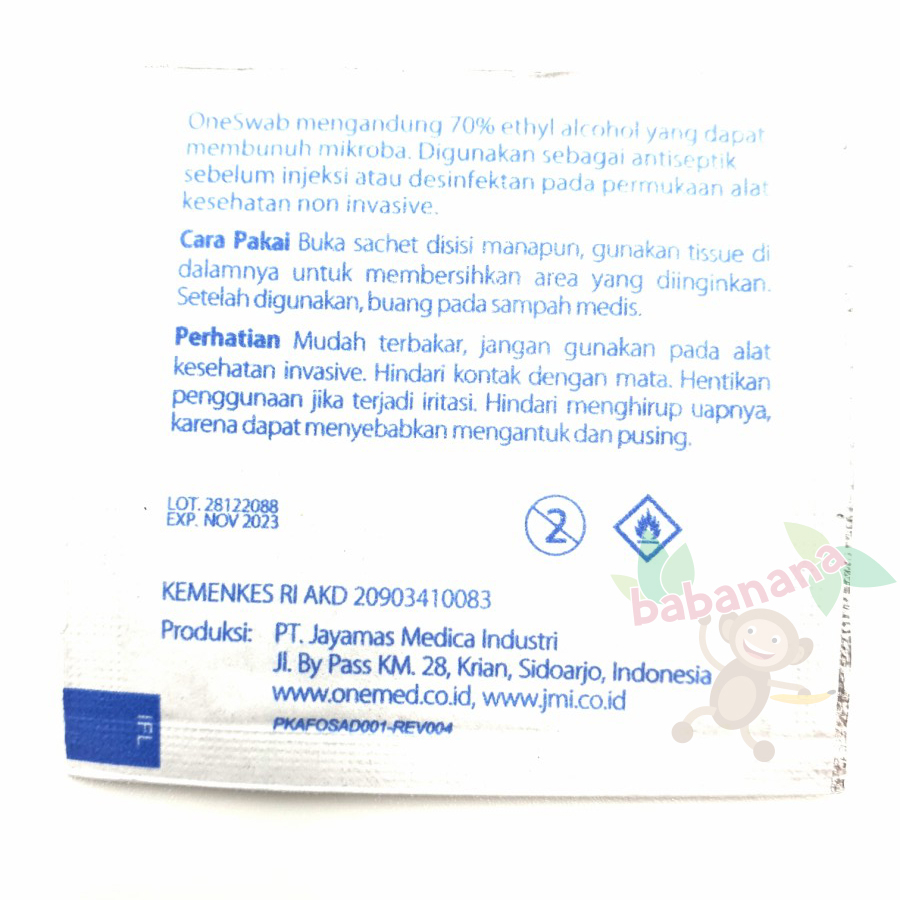 OneSwab mengandung 70% ethyl alcohol yang dapat
membunuh mikroba. Digunakan sebagai antiseptik
sebelum injeksi atau desinfektan pada permukaan alat
kesehatan non invasive.
Cara Pakai Buka sachet disisi manapun, gunakan tissue di
dalamnya untuk membersihkan area yang diinginkan.
Setelah digunakan, buang pada sampah medis.
Perhatian Mudah terbakar, jangan gunakan pada alat
kesehatan invasive. Hindari kontak dengan mata. Hentikan
penggunaan jika terjadi iritasi. Hindari menghirup uapnya,
karena dapat menyebabkan mengantuk dan pusing.
LOT. 28122088
EXP. NOV 2023
2
babanana
KEMENKES RI AKD 20903410083
Produksi: PT. Jayamas Medica Industri
Jl. By Pass KM. 28, Krian, Sidoarjo, Indonesia
www.onemed.co.id, www.jmi.co.id
PKAFOSAD001-REV004
IFL